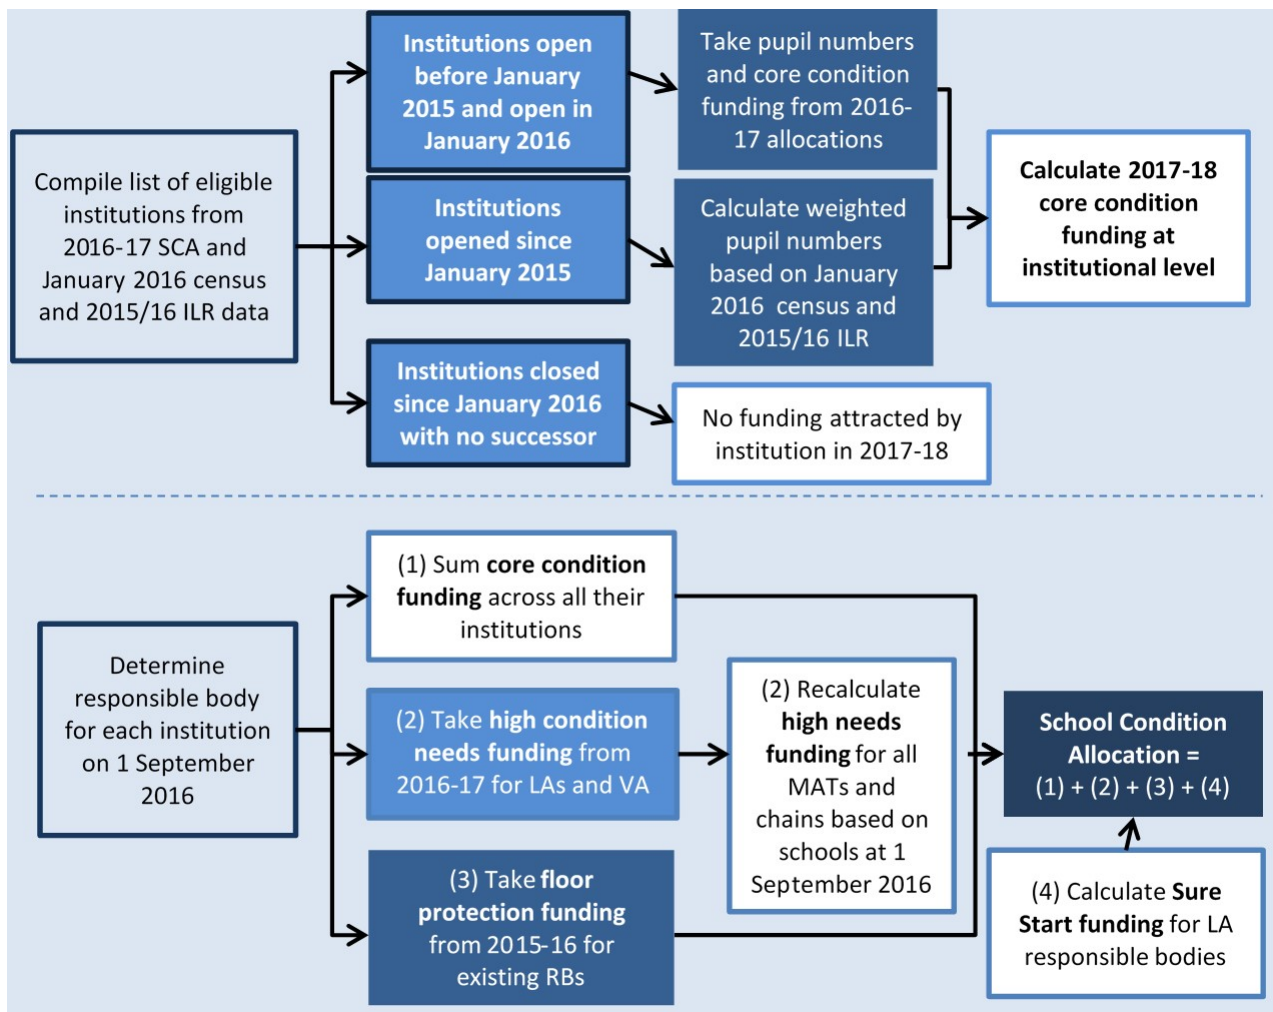 Compile list of eligible
institutions from
2016-17 SCA and
January 2016 census
and 2015/16 ILR data
Institutions open
before January
2015 and open in
January 2016
Take pupil numbers
and core condition
funding from 2016-
17 allocations
Institutions
opened since
January 2015
Calculate weighted
pupil numbers
based on January
2016 census and
2015/16 ILR
Calculate 2017-18
core condition
funding at
institutional level
Institutions closed
since January 2016
with no successor
No funding attracted by
institution in 2017-18
Determine
responsible body
for each institution
on 1 September
2016
(1) Sum core condition
funding across all their
institutions
(2) Take high condition
needs funding from
2016-17 for LAs and VA
(2) Recalculate
high needs
funding for all
MATs and
chains based on
schools at 1
September 2016
(3) Take floor
protection funding
from 2015-16 for
existing RBs
School Condition
Allocation =
(1) + (2) + (3) + (4)
(4) Calculate Sure
Start funding for LA
responsible bodies